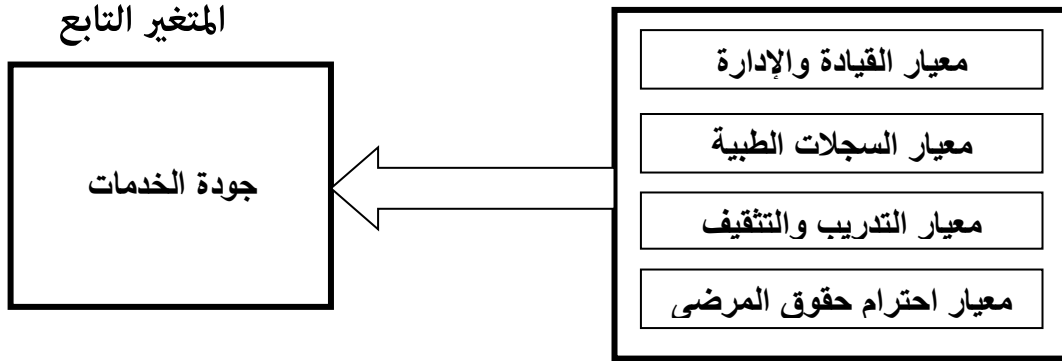 المتغير التابع
معيار القيادة والإدارة
معيار السجلات الطبية
معيار التدريب والتثقيف
معيار احترام حقوق المرضى
جودة الخدمات